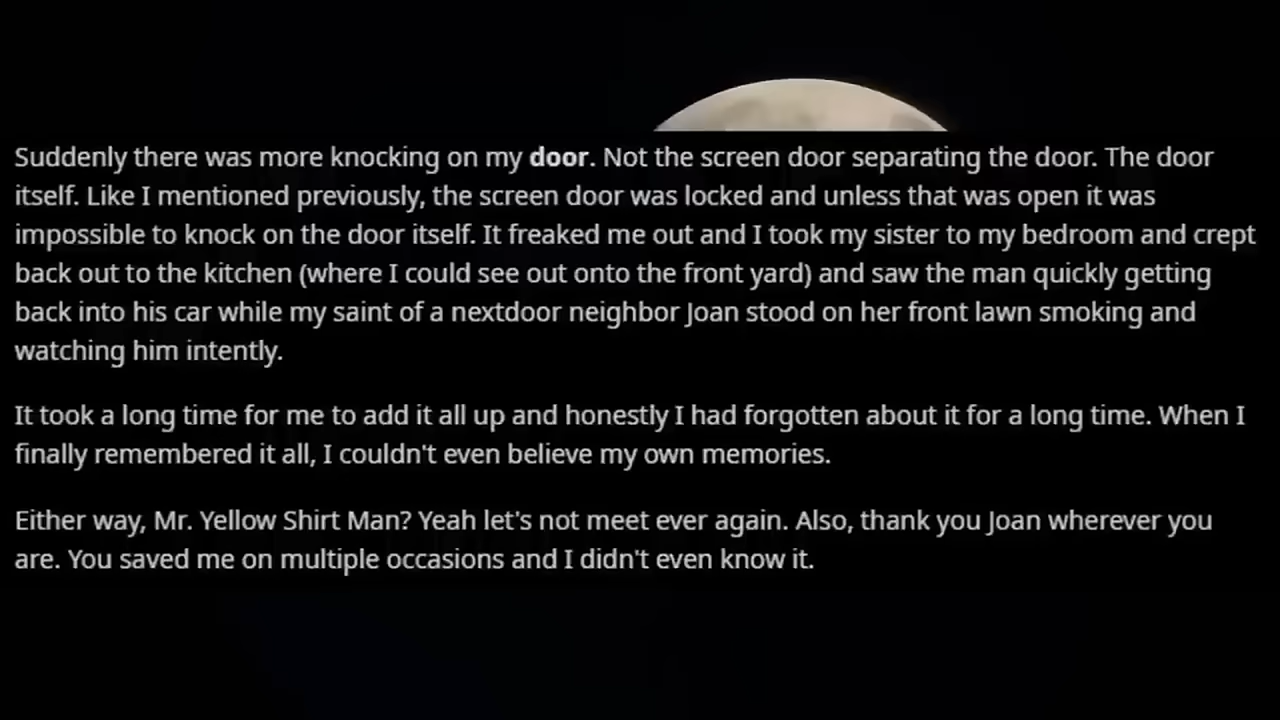 Suddenly there was more knocking on my door. Not the screen door separating the door. The door
itself. Like I mentioned previously, the screen door was locked and unless that was open it was
impossible to knock on the door itself. It freaked me out and I took my sister to my bedroom and crept
back out to the kitchen (where I could see out onto the front yard) and saw the man quickly getting
back into his car while my saint of a nextdoor neighbor Joan stood on her front lawn smoking and
watching him intently.
It took a long time for me to add it all up and honestly I had forgotten about it for a long time. When I
finally remembered it all, I couldn't even believe my own memories.
Either way, Mr. Yellow Shirt Man? Yeah let's not meet ever again. Also, thank you Joan wherever you
are. You saved me on multiple occasions and I didn't even know it.